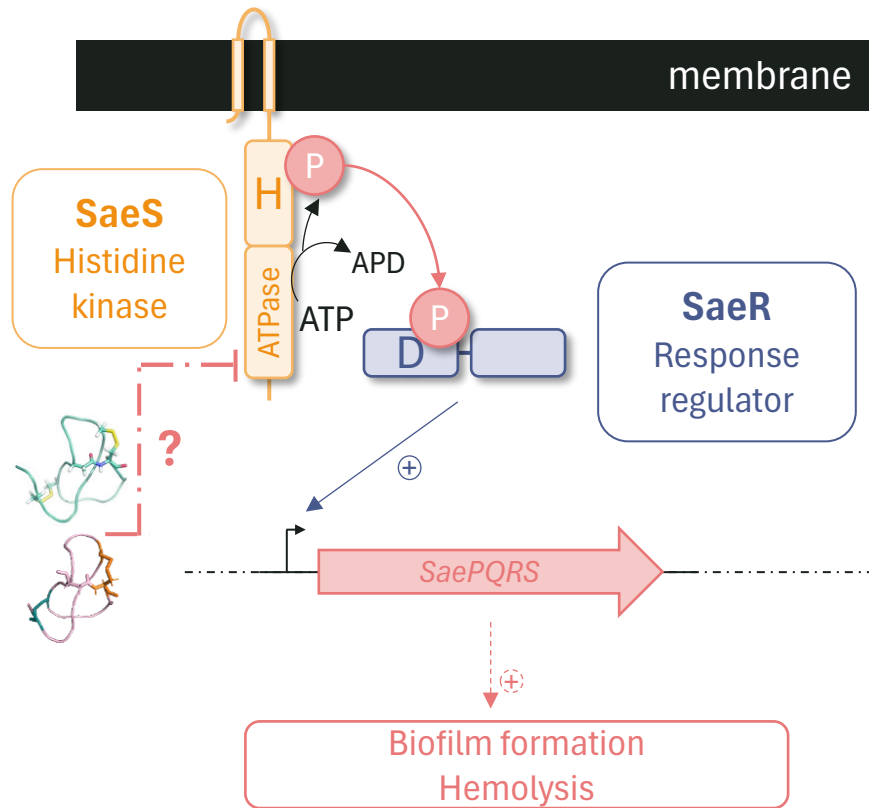 membrane
P
H
SaeS
Histidine
kinase
APD
ATPase
ATP
P
D
SaeR
Response
regulator
?
+
SaePQRS
+
Biofilm formation
Hemolysis